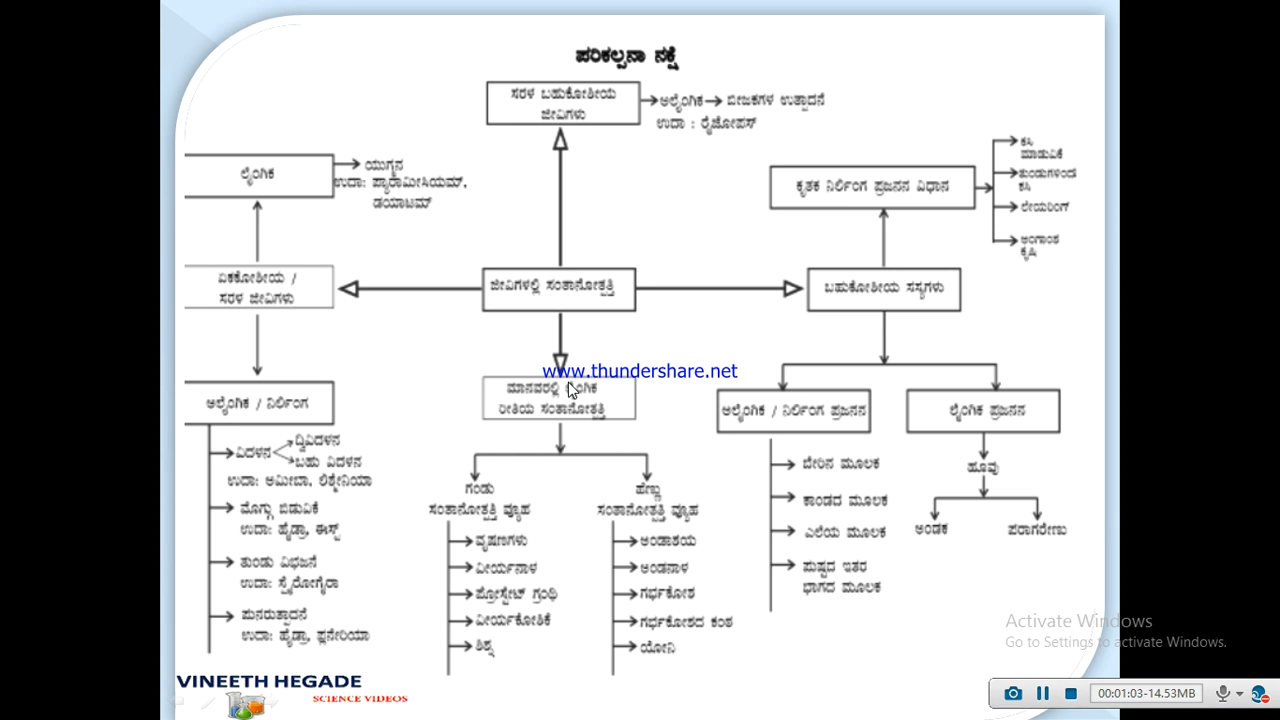 ಪರಿಕಲ್ಪನಾ ನಕ್ಷೆ
ಸರಳ ಬಹುಕೋಶೀಯ
ಜೀವಿಗಳು
ಅಲೈಂಗಿಕ
ಬೀಜಕಗಳ ಉತ್ಪಾದನೆ
ಉದಾ : ರೈಜೋಪಸ್
ಲೈಂಗಿಕ
ಯುಗ್ಮನ
ಉದಾ: ಪ್ಯಾರಾಮೀಸಿಯಮ್,
ಡಯಾಟಮ್
ಕೃತಕ ನಿರ್ಲಿಂಗ ಪ್ರಜನನ ವಿಧಾನ
ಕಸಿ
ಮಾಡುವಿಕೆ
ತುಂಡುಗಳಿಂದ
ಕಸಿ
ಲೇಯರಿಂಗ್
ಅಂಗಾಂಶ
ಕೃಷಿ
ಏಕಕೋಶೀಯ /
ಸರಳ ಜೀವಿಗಳು
ಜೀವಿಗಳಲ್ಲಿ ಸಂತಾನೋತ್ಪತ್ತಿ
ಬಹುಕೋಶೀಯ ಸಸ್ಯಗಳು
www.thundershare.net
ಅಲೈಂಗಿಕ / ನಿರ್ಲಿಂಗ
ವಿದಳನ
ದ್ವಿವಿದಳನ
ಬಹು ವಿದಳನ
ಉದಾ: ಅಮೀಬಾ, ಲಿಶ್ಮೇನಿಯಾ
ಮೊಗ್ಗು ಬಿಡುವಿಕೆ
ಉದಾ: ಹೈಡ್ರಾ, ಈಸ್ಟ್
ತುಂಡು ವಿಭಜನೆ
ಉದಾ: ಸ್ಪೈರೋಗೈರಾ
ಪುನರುತ್ಪಾದನೆ
ಉದಾ: ಹೈಡ್ರಾ, ಪ್ಲನೇರಿಯಾ
ಮಾನವರಲ್ಲಿ ಲೈಂಗಿಕ
ರೀತಿಯ ಸಂತಾನೋತ್ಪತ್ತಿ
ಗಂಡು
ಸಂತಾನೋತ್ಪತ್ತಿ ವ್ಯೂಹ
ವೃಷಣಗಳು
ವೀರ್ಯನಾಳ
ಪ್ರೋಸ್ಟೇಟ್ ಗ್ರಂಥಿ
ವೀರ್ಯಕೋಶಿಕೆ
ಶಿಶ್ನ
ಹೆಣ್ಣು
ಸಂತಾನೋತ್ಪತ್ತಿ ವ್ಯೂಹ
ಅಂಡಾಶಯ
ಅಂಡನಾಳ
ಗರ್ಭಕೋಶ
ಗರ್ಭಕೋಶದ ಕಂಠ
ಯೋನಿ
ಅಲೈಂಗಿಕ / ನಿರ್ಲಿಂಗ ಪ್ರಜನನ
ಬೇರಿನ ಮೂಲಕ
ಕಾಂಡದ ಮೂಲಕ
ಎಲೆಯ ಮೂಲಕ
ಪುಷ್ಪದ ಇತರ
ಭಾಗದ ಮೂಲಕ
ಲೈಂಗಿಕ ಪ್ರಜನನ
ಹೂವು
ಅಂಡಕ
ಪರಾಗರೇಣು
Activate Windows
Go to Settings to activate Windows.
VINEETH HEGADE
SCIENCE VIDEOS
00:01:03-14.53MB